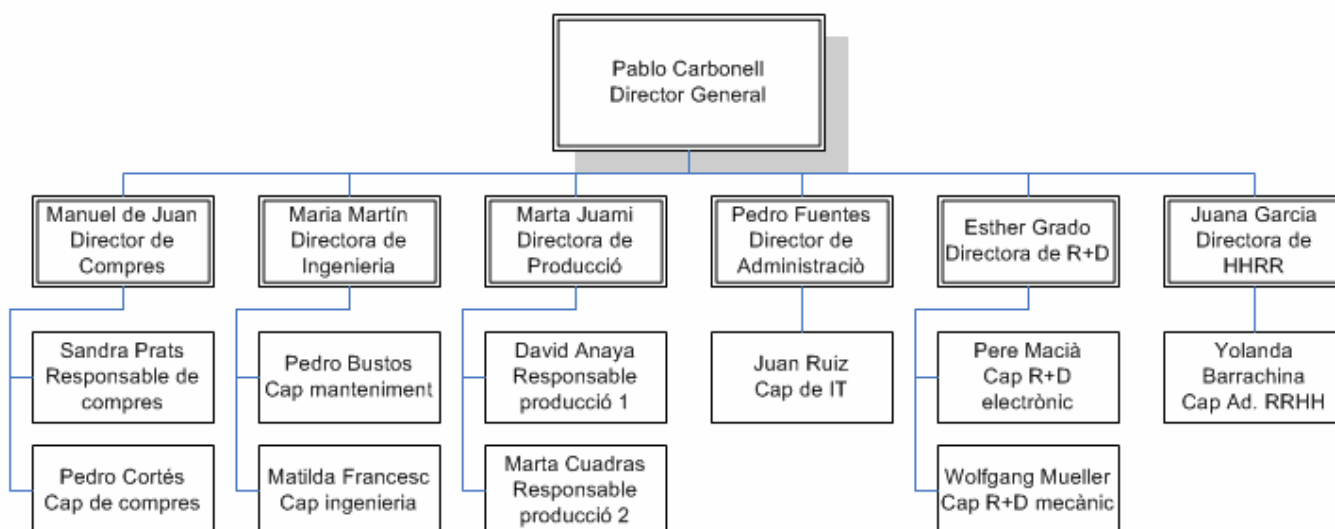 Pablo Carbonell
Director General
Manuel de Juan
Director de
Compres
Maria Martín
Directora de
Ingenieria
Marta Juami
Directora de
Producció
Pedro Fuentes
Director de
Administraciò
Esther Grado
Directora de R+D
Juana Garcia
Directora de
HHRR
Sandra Prats
Responsable de
compres
Pedro Bustos
Cap manteniment
David Anaya
Responsable
producció 1
Juan Ruiz
Cap de IT
Pere Macià
Cap R+D
electrònic
Yolanda
Barrachina
Cap Ad. RRHH
Pedro Cortés
Cap de compres
Matilda Francesc
Cap ingenieria
Marta Cuadras
Responsable
producció 2
Wolfgang Mueller
Cap R+D mecànic